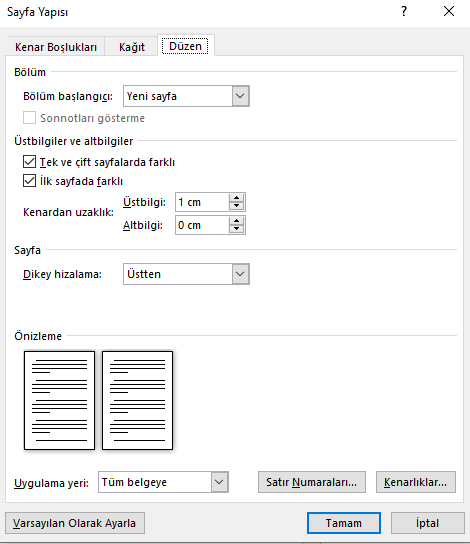 Sayfa Yapısı
Kenar Boşlukları Kağıt Düzen
Bölüm
Bölüm başlangıcı: Yeni sayfa
Sonnotları gösterme
Üstbilgiler ve altbilgiler
Tek ve çift sayfalarda farklı
İlk sayfada farklı
Kenardan uzaklık: Üstbilgi: 1 cm
Altbilgi: 0 cm
Sayfa
Dikey hizalama: Üstten
Önizleme
Uygulama yeri: Tüm belgeye Satır Numaraları... Kenarlıklar...
Varsayılan Olarak Ayarla Tamam İptal